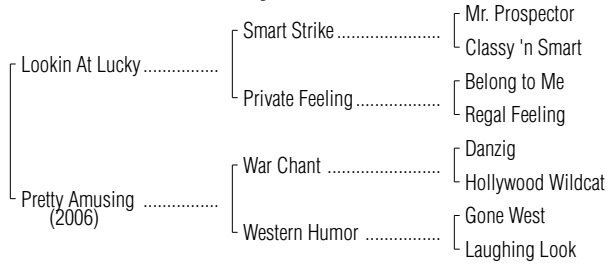 Mr. Prospector
Smart Strike ....................
Classy 'n Smart
Lookin At Lucky ...............
Belong to Me
Private Feeling .................
Regal Feeling
Danzig
War Chant ......................
Hollywood Wildcat
Pretty Amusing ...............
(2006)
Gone West
Western Humor ...............
Laughing Look